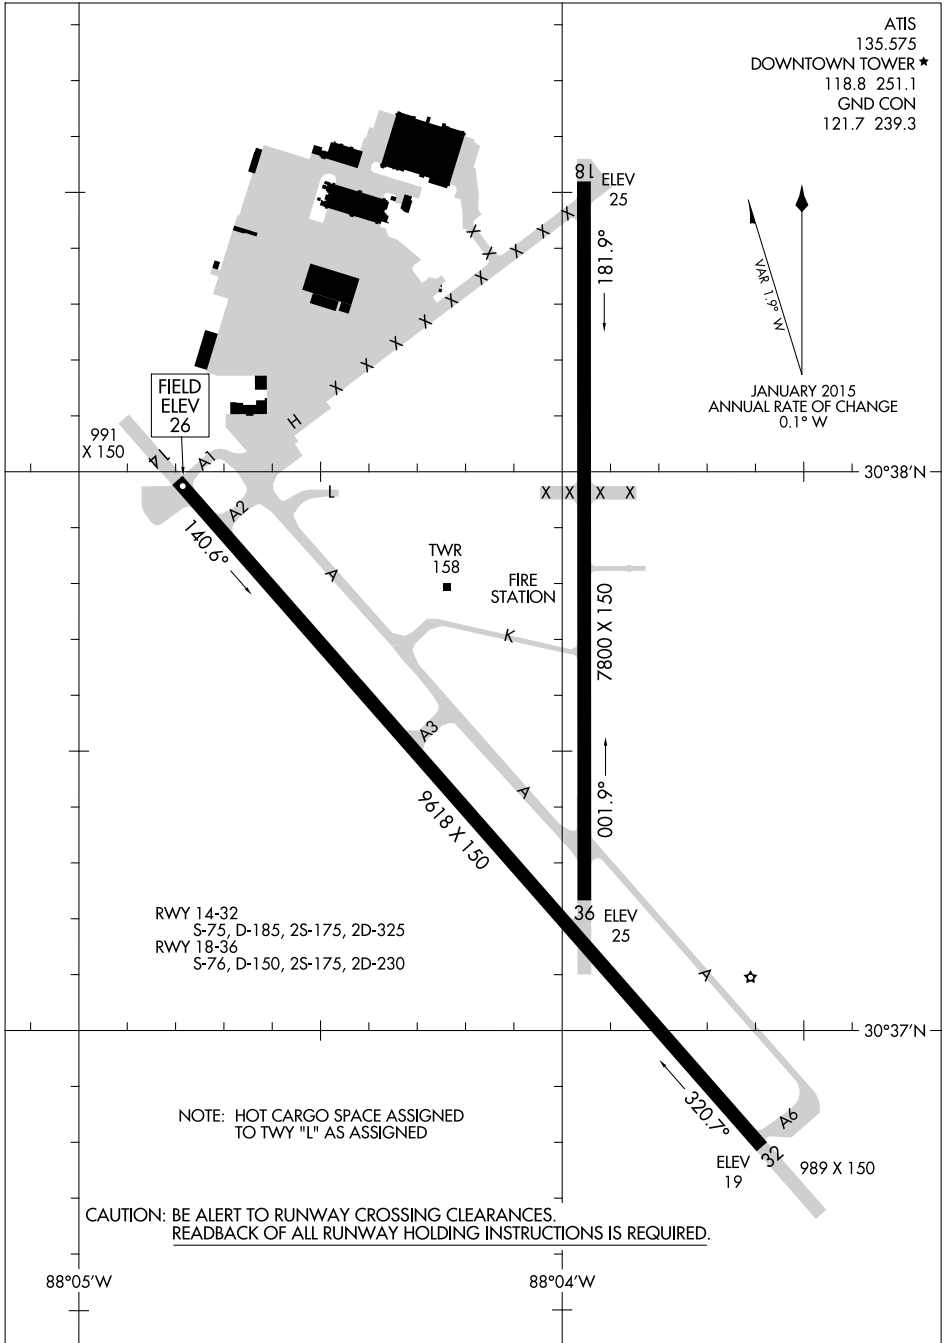 ATIS
135.575
DOWNTOWN TOWER
118.8 251.1
GND CON
121.7 239.3
18
ELEV
25
181.9°
X X X X X X X X X X X
VAR 1.9° W
JANUARY 2015
ANNUAL RATE OF CHANGE
0.1° W
FIELD
ELEV
26
H
991
X 150
14
A1
30°38'N
L
X X X X
A2
140.6°
TWR
158
A
FIRE
STATION
K
7800 X 150
A3
001.9°
A
9618 X 150
36
ELEV
25
RWY 14-32
S-75, D-185, 2S-175, 2D-325
RWY 18-36
S-76, D-150, 2S-175, 2D-230
A
30°37'N
320.7°
A6
NOTE: HOT CARGO SPACE ASSIGNED
TO TWY "L" AS ASSIGNED
32
ELEV
19
989 X 150
CAUTION: BE ALERT TO RUNWAY CROSSING CLEARANCES.
READBACK OF ALL RUNWAY HOLDING INSTRUCTIONS IS REQUIRED.
88°05'W
88°04'W